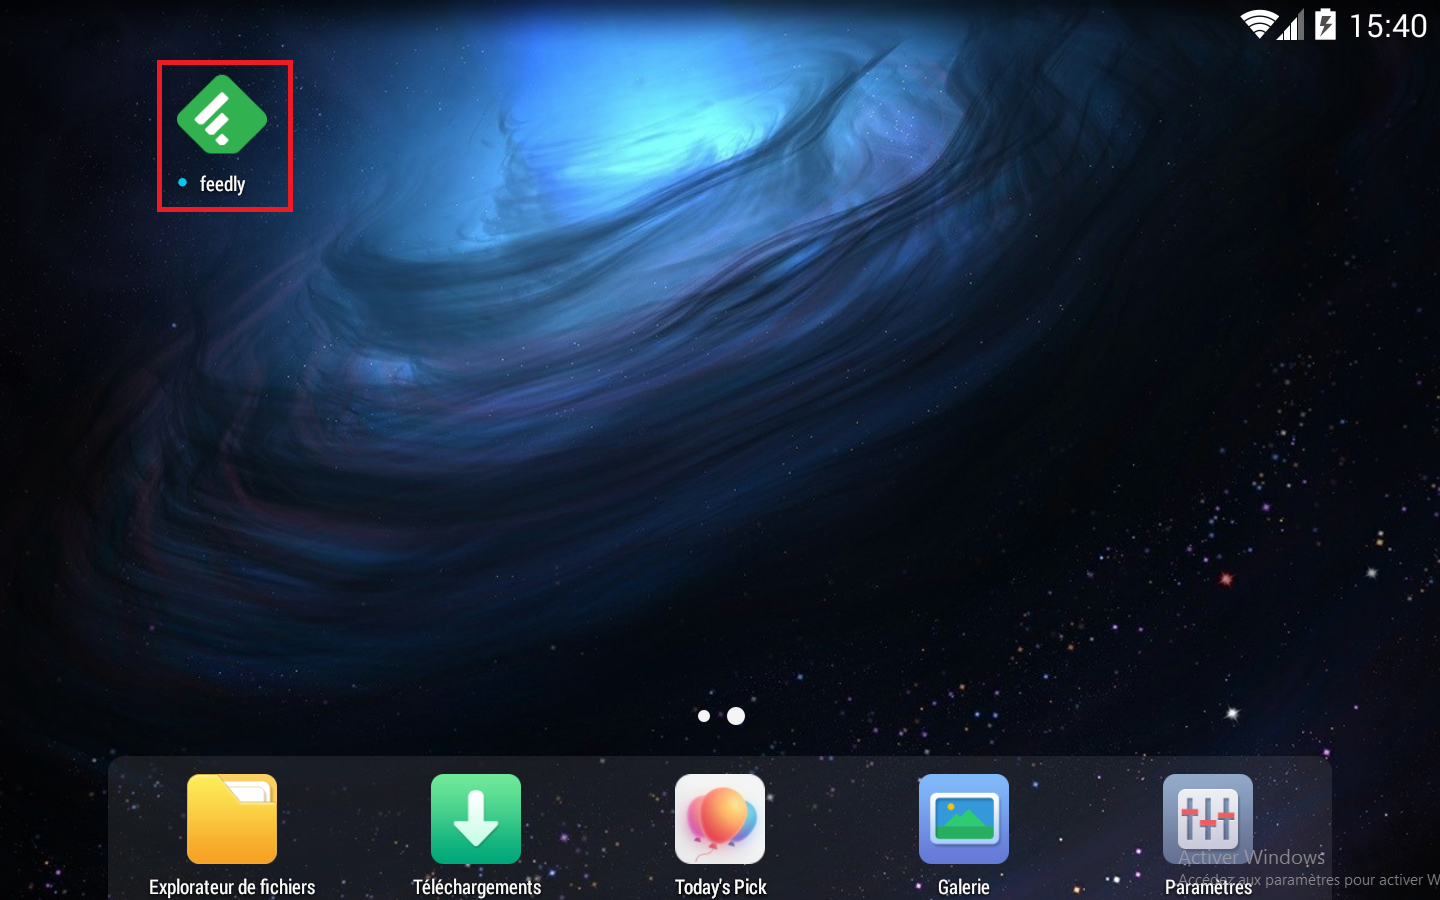 15:40
feedly
Explorateur de fichiers
Téléchargements
Today's Pick
Galerie
Paramètres
Activer Windows
Accédez aux paramètres pour activer W